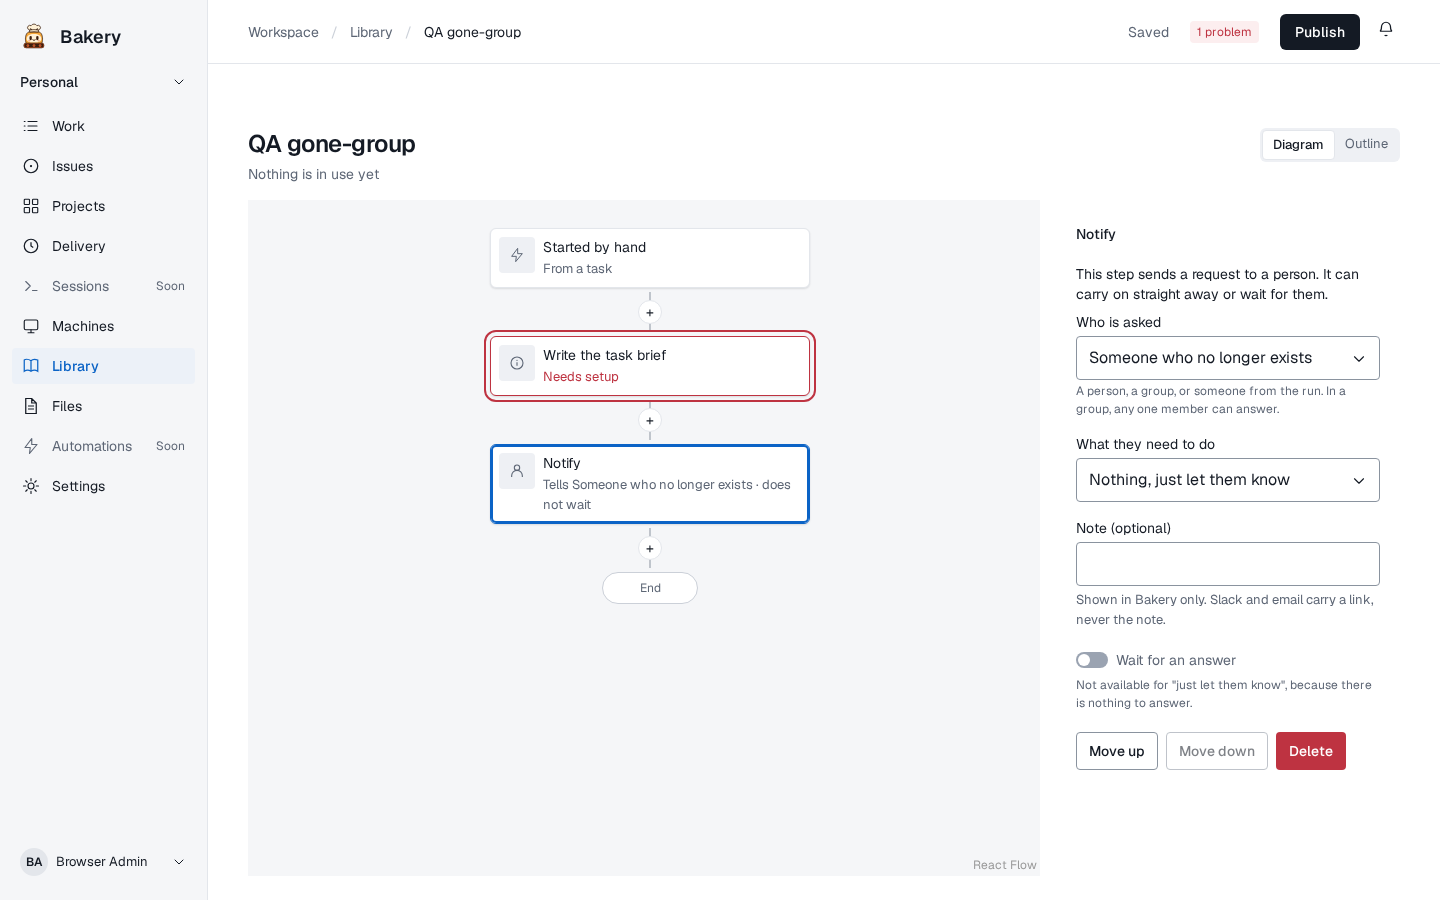 Bakery
Workspace / Library / QA gone-group
Saved
1 problem
Publish
Personal
Work
Issues
Projects
Delivery
Sessions Soon
Machines
Library
Files
Automations Soon
Settings
BA Browser Admin
QA gone-group
Nothing is in use yet
Diagram Outline
Started by hand
From a task
+
Write the task brief
Needs setup
+
Notify
Tells Someone who no longer exists · does
not wait
+
End
React Flow
Notify
This step sends a request to a person. It can
carry on straight away or wait for them.
Who is asked
Someone who no longer exists
A person, a group, or someone from the run. In a
group, any one member can answer.
What they need to do
Nothing, just let them know
Note (optional)
Shown in Bakery only. Slack and email carry a link,
never the note.
Wait for an answer
Not available for "just let them know", because there
is nothing to answer.
Move up Move down Delete